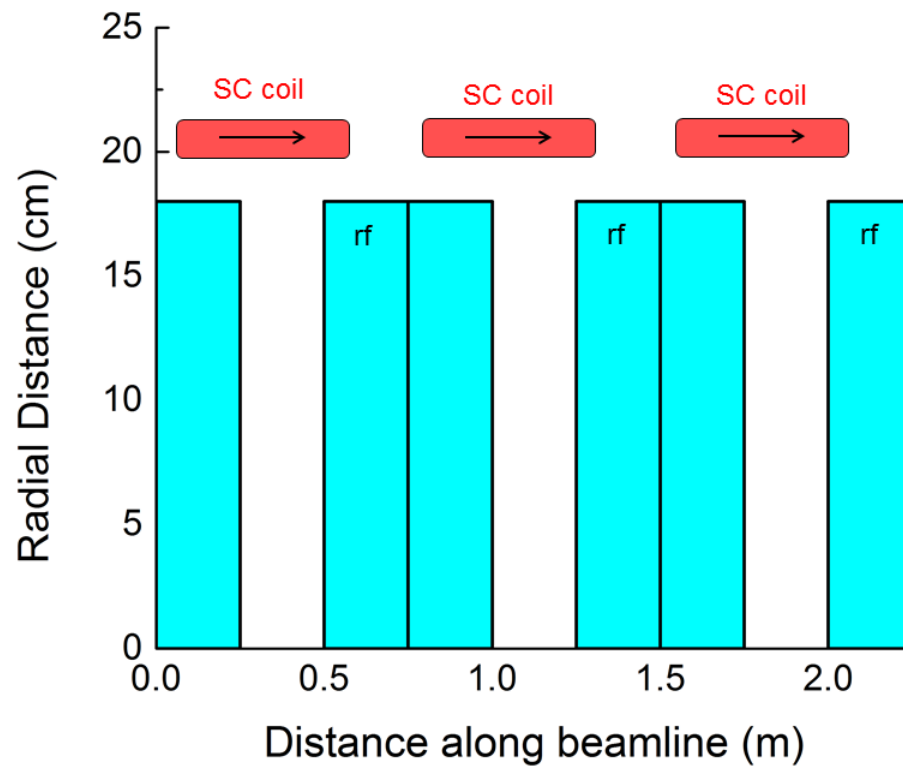 25
20
15
10
5
0
Radial Distance (cm)
SC coil
SC coil
SC coil
rf
rf
rf
0.0
0.5
1.0
1.5
2.0
Distance along beamline (m)